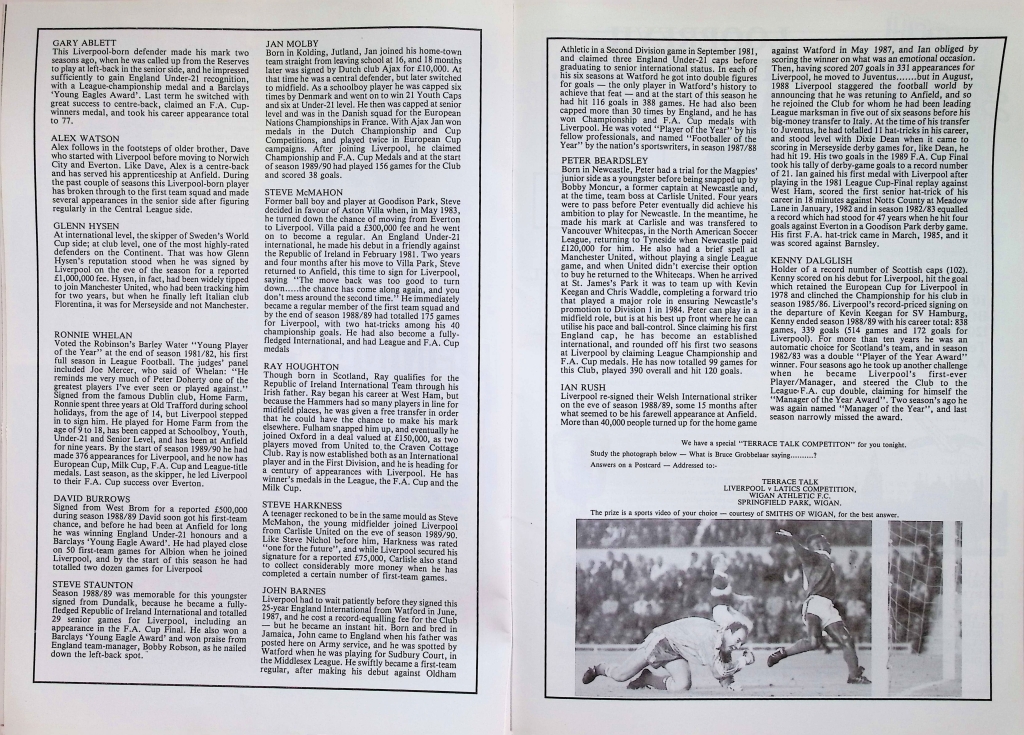 GARY ABLETT
This Liverpool-born defender made his mark two
seasons ago, when he was called up from the Reserves
to play at left-back in the senior side, and he impressed
sufficiently to gain England Under-21 recognition,
with a League-championship medal and a Barclays
'Young Eagles Award'. Last term he switched with
great success to centre-back, claimed an F.A. Cup-
winners medal, and took his career appearance total
to 77.
ALEX WATSON
Alex follows in the footsteps of older brother, Dave
who started with Liverpool before moving to Norwich
City and Everton. Like Dave, Alex is a centre-back
and has served his apprenticeship at Anfield. During
the past couple of seasons this Liverpool-born player
has broken through to the first team squad and made
several appearances in the senior side after figuring
regularly in the Central League side.
GLENN HYSEN
At international level, the skipper of Sweden's World
Cup side; at club level, one of the most highly-rated
defenders on the Continent. That was how Glenn
Hysen's reputation stood when he was signed by
Liverpool on the eve of the season for a reported
£1,000,000 fee. Hysen, in fact, had been widely tipped
to join Manchester United, who had been tracking him
for two years, but when he finally left Italian club
Florentina, it was for Merseyside and not Manchester.
RONNIE WHELAN
Voted the Robinson's Barley Water "Young Player
of the Year" at the end of season 1981/82, his first
full season in League Football. The judges' panel
included Joe Mercer, who said of Whelan: "He
reminds me very much of Peter Doherty one of the
greatest players I've ever seen or played against."
Signed from the famous Dublin club, Home Farm,
Ronnie spent three years at Old Trafford during school
holidays, from the age of 14, but Liverpool stepped
in to sign him. He played for Home Farm from the
age of 9 to 18, has been capped at Schoolboy, Youth,
Under-21 and Senior Level, and has been at Anfield
for nine years. By the start of season 1989/90 he had
made 376 appearances for Liverpool, and he now has
European Cup, Milk Cup, F.A. Cup and League-title
medals. Last season, as the skipper, he led Liverpool
to their F.A. Cup success over Everton.
DAVID BURROWS
Signed from West Brom for a reported £500,000
during season 1988/89 David soon got his first-team
chance, and before he had been at Anfield for long
he was winning England Under-21 honours and a
Barclays 'Young Eagle Award'. He had played close
on 50 first-team games for Albion when he joined
Liverpool, and by the start of this season he had
totalled two dozen games for Liverpool
STEVE STAUNTON
Season 1988/89 was memorable for this youngster
signed from Dundalk, because he became a fully-
fledged Republic of Ireland International and totalled
29 senior games for Liverpool, including an
appearance in the F.A. Cup Final. He also won a
Barclays 'Young Eagle Award' and won praise from
England team-manager, Bobby Robson, as he nailed
down the left-back spot.
JAN MOLBY
Born in Kolding, Jutland, Jan joined his home-town
team straight from leaving school at 16, and 18 months
later was signed by Dutch club Ajax for £10,000. At
that time he was a central defender, but later switched
to midfield. As a schoolboy player he was capped six
times by Denmark and went on to win 21 Youth Caps
and six at Under-21 level. He then was capped at senior
level and was in the Danish squad for the European
Nations Championships in France. With Ajax Jan won
medals in the Dutch Championship and Cup
Competitions, and played twice in European Cup
campaigns. After joining Liverpool, he claimed
Championship and F.A. Cup Medals and at the start
of season 1989/90 had played 156 games for the Club
and scored 38 goals.
STEVE McMAHON
Former ball boy and player at Goodison Park, Steve
decided in favour of Aston Villa when, in May 1983,
he turned down the chance of moving from Everton
to Liverpool. Villa paid a £300,000 fee and he went
on to become a regular. An England Under-21
international, he made his debut in a friendly against
the Republic of Ireland in February 1981. Two years
and four months after his move to Villa Park, Steve
returned to Anfield, this time to sign for Liverpool,
saying "The move back was too good to turn
down.....the chance has come along again, and you
don't mess around the second time." He immediately
became a regular member of the first team squad and
by the end of season 1988/89 had totalled 175 games
for Liverpool, with two hat-tricks among his 40
championship goals. He had also become a fully-
fledged International, and had League and F.A. Cup
medals
RAY HOUGHTON
Though born in Scotland, Ray qualifies for the
Republic of Ireland International Team through his
Irish father. Ray began his career at West Ham, but
because the Hammers had so many players in line for
midfield places, he was given a free transfer in order
that he could have the chance to make his mark
elsewhere. Fulham snapped him up, and eventually he
joined Oxford in a deal valued at £150,000, as two
players moved from United to, the Craven Cottage
Club. Ray is now established both as an International
player and in the First Division, and he is heading for
a century of appearances with Liverpool. He has
winner's medals in the League, the F.A. Cup and the
Milk Cup.
STEVE HARKNESS
A teenager reckoned to be in the same mould as Steve
McMahon, the young midfielder joined Liverpool
from Carlisle United on the eve of season 1989/90.
Like Steve Nichol before him, Harkness was rated
"one for the future", and while Liverpool secured his
signature for a reported £75,000, Carlisle also stand
to collect considerably more money when he has
completed a certain number of first-team games.
JOHN BARNES
Liverpool had to wait patiently before they signed this
25-year England International from Watford in June,
1987, and he cost a record-equalling fee for the Club
— but he became an instant hit. Born and bred in
Jamaica, John came to England when his father was
posted here on Army service, and he was spotted by
Watford when he was playing for Sudbury Court, in
the Middlesex League. He swiftly became a first-team
regular, after making his debut against Oldham
Athletic in a Second Division game in September 1981,
and claimed three England Under-21 caps before
graduating to senior international status. In each of
his six seasons at Watford he got into double figures
for goals — the only player in Watford's history to
achieve that feat — and at the start of this season he
had hit 116 goals in 388 games. He had also been
capped more than 30 times by England, and he has
won Championship and F.A. Cup medals with
Liverpool. He was voted "Player of the Year" by his
fellow professionals, and named "Footballer of the
Year" by the nation's sportswriters, in season 1987/88
PETER BEARDSLEY
Born in Newcastle, Peter had a trial for the Magpies'
junior side as a youngster before being snapped up by
Bobby Moncur, a former captain at Newcastle and,
at the time, team boss at Carlisle United. Four years
were to pass before Peter eventually did achieve his
ambition to play for Newcastle. In the meantime, he
made his mark at Carlisle and was transferred to
Vancouver Whitecaps, in the North American Soccer
League, returning to Tyneside when Newcastle paid
£120,000 for him. He also had a brief spell at
Manchester United, without playing a single League
game, and when United didn't exercise their option
to buy he returned to the Whitecaps. When he arrived
at St. James's Park it was to team up with Kevin
Keegan and Chris Waddle, completing a forward trio
that played a major role in ensuring Newcastle's
promotion to Division 1 in 1984. Peter can play in a
midfield role, but is at his best up front where he can
utilise his pace and ball-control. Since claiming his first
England cap, he has become an established
international, and rounded off his first two seasons
at Liverpool by claiming League Championship and
F.A. Cup medals. He has now totalled 99 games for
this Club, played 390 overall and hit 120 goals.
IAN RUSH
Liverpool re-signed their Welsh International striker
on the eve of season 1988/89, some 15 months after
what seemed to be his farewell appearance at Anfield.
More than 40,000 people turned up for the home game
against Watford in May 1987, and Ian obliged by
scoring the winner on what was an emotional occasion.
Then, having scored 207 goals in 331 appearances for
Liverpool, he moved to Juventus.......but in August,
1988 Liverpool staggered the football world by
announcing that he was retuning to Anfield, and so
he rejoined the Club for whom he had been leading
League marksman in five out of six seasons before his
big-money transfer to Italy. At the time of his transfer
to Juventus, he had totalled 11 hat-tricks in his career,
and stood level with Dixie Dean when it came to
scoring in Merseyside derby games for, like Dean, he
had hit 19. His two goals in the 1989 F.A. Cup Final
took his tally of derby-game goals to a record number
of 21. Ian gained his first medal with Liverpool after
playing in the 1981 League Cup-Final replay against
West Ham, scored the first senior hat-trick of his
career in 18 minutes against Notts County at Meadow
Lane in January, 1982 and in season 1982/83 equalled
a record which had stood for 47 years when he hit four
goals against Everton in a Goodison Park derby game.
His first F.A. hat-trick came in March, 1985, and it
was scored against Barnsley.
KENNY DALGLISH
Holder of a record number of Scottish caps (102).
Kenny scored on his debut for Liverpool, hit the goal
which retained the European Cup for Liverpool in
1978 and clinched the Championship for his club in
season 1985/86. Liverpool's record-priced signing on
the departure of Kevin Keegan for SV Hamburg,
Kenny ended season 1988/89 with his career total: 838
games, 339 goals (514 games and 172 goals for
Liverpool). For more than ten years he was an
automatic choice for Scotland's team, and in season
1982/83 was a double "Player of the Year Award"
winner. Four seasons ago he took up another challenge
when he became Liverpool's first-ever
Player/Manager, and steered the Club to the
League-F.A. cup double, claiming for himself the
"Manager of the Year Award". Two season's ago he
was again named "Manager of the Year", and last
season narrowly missed the award.
We have a special "TERRACE TALK COMPETITON" for you tonight.
Study the photograph below — What is Bruce Grobbelaar saying..........?
Answers on a Postcard — Addressed to:-
TERRACE TALK
LIVERPOOL v LATICS COMPETITION,
WIGAN ATHLETIC F.C.
SPRINGFIELD PARK, WIGAN.
The prize is a sports video of your choice — courtesy of SMITHS OF WIGAN, for the best answer.